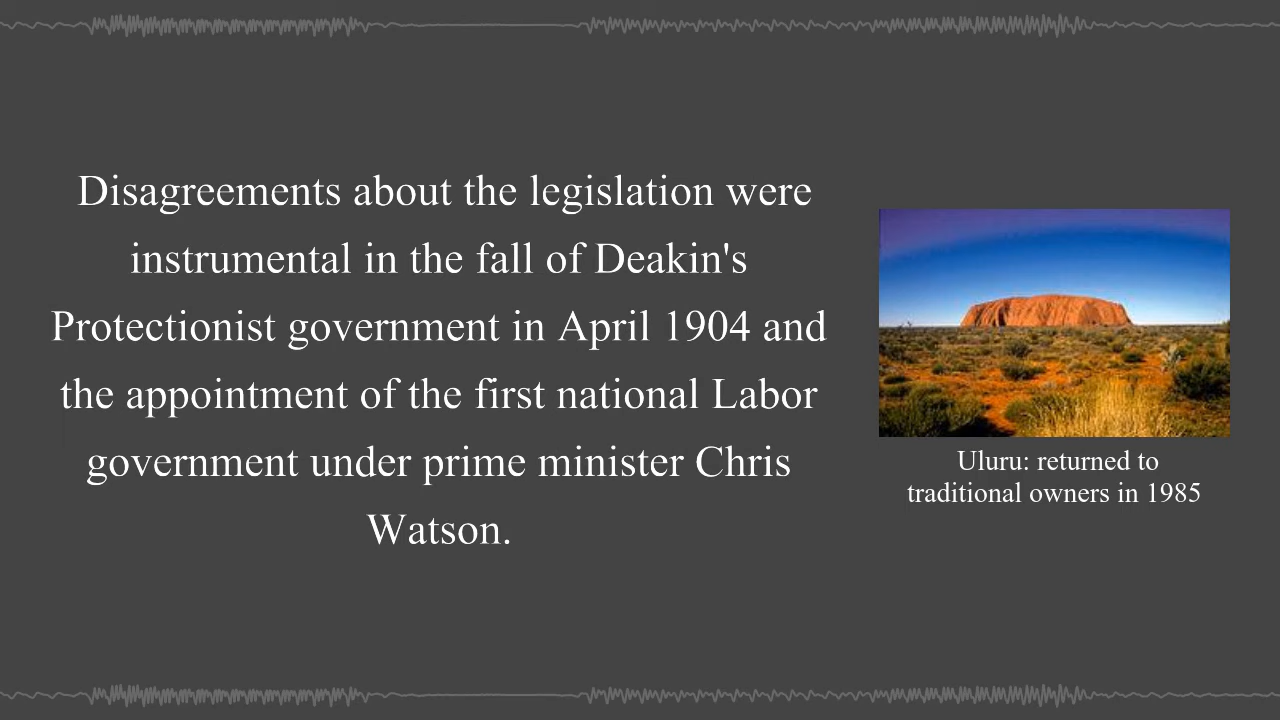 Disagreements about the legislation were
instrumental in the fall of Deakin's
Protectionist government in April 1904 and
the appointment of the first national Labor
government under prime minister Chris
Watson.
Uluru: returned to
traditional owners in 1985